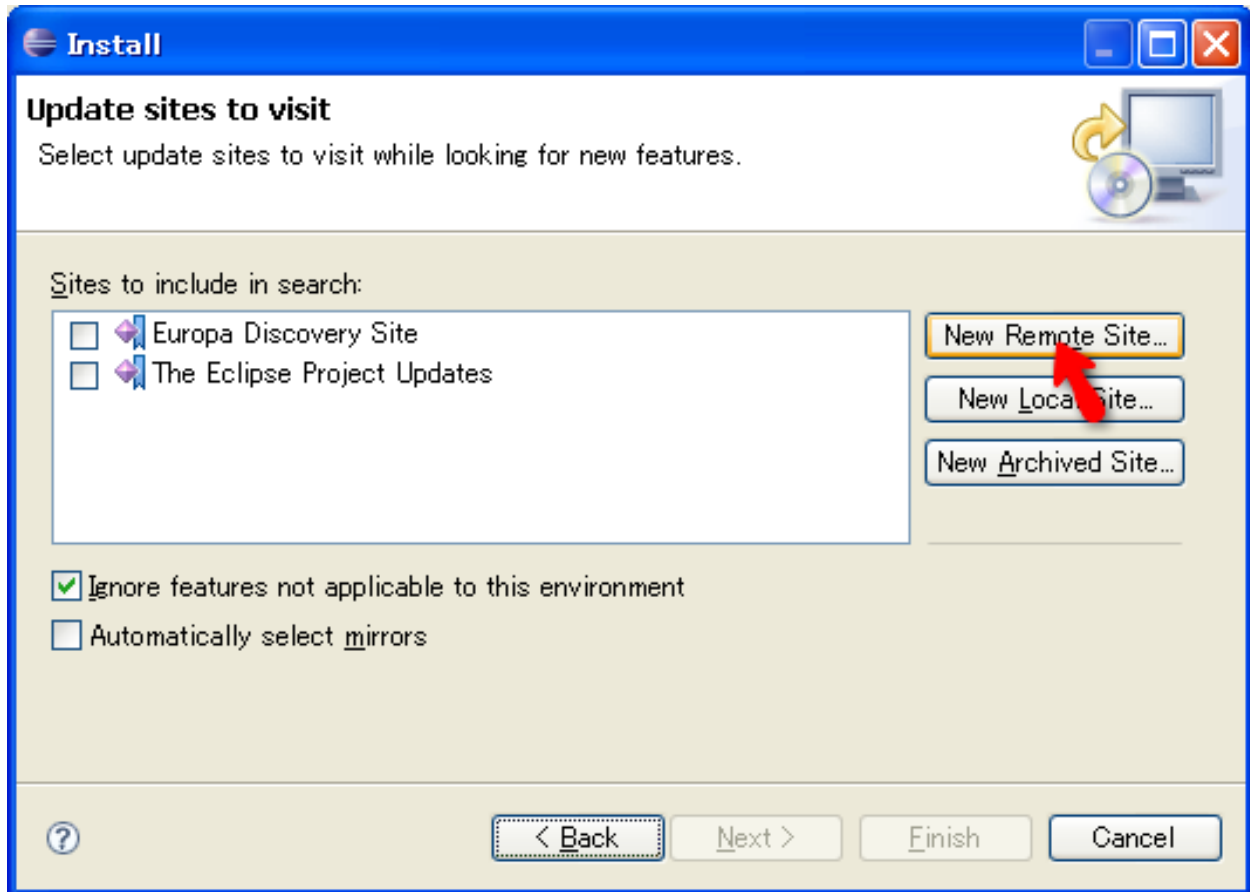 Install
Update sites to visit
Select update sites to visit while looking for new features.
Sites to include in search:
Europa Discovery Site
The Eclipse Project Updates
New Remote Site...
New Local Site...
New Archived Site...
Ignore features not applicable to this environment
Automatically select mirrors
?
< Back
Next >
Finish
Cancel